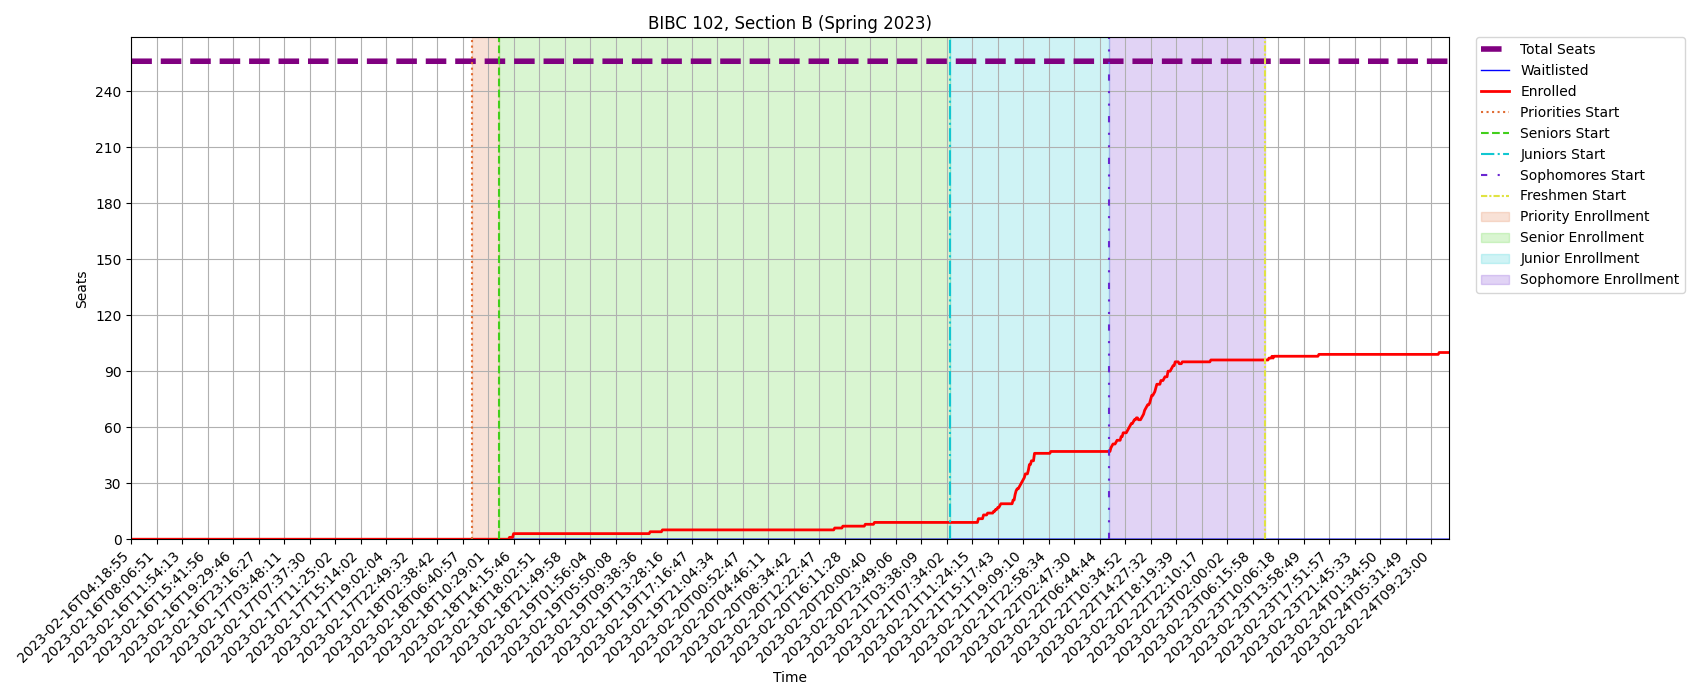 BIBC 102, Section B (Spring 2023)
Seats
240
210
180
150
120
90
60
30
0
2023-02-16T04:18:55
2023-02-16T08:06:51
2023-02-16T11:54:13
2023-02-16T15:41:56
2023-02-16T19:29:46
2023-02-16T23:16:27
2023-02-17T03:48:11
2023-02-17T07:37:30
2023-02-17T11:25:02
2023-02-17T15:14:02
2023-02-17T19:02:04
2023-02-17T22:49:32
2023-02-18T02:38:42
2023-02-18T06:40:57
2023-02-18T10:29:01
2023-02-18T14:15:46
2023-02-18T18:02:51
2023-02-18T21:49:58
2023-02-19T01:56:04
2023-02-19T05:50:08
2023-02-19T09:38:36
2023-02-19T13:28:16
2023-02-19T17:16:47
2023-02-19T21:04:34
2023-02-20T00:52:47
2023-02-20T04:46:11
2023-02-20T08:34:42
2023-02-20T12:22:47
2023-02-20T16:11:28
2023-02-20T20:00:40
2023-02-20T23:49:06
2023-02-21T03:38:09
2023-02-21T07:34:02
2023-02-21T11:24:15
2023-02-21T15:17:43
2023-02-21T19:09:10
2023-02-21T22:58:34
2023-02-22T02:47:30
2023-02-22T06:44:44
2023-02-22T10:34:52
2023-02-22T14:27:32
2023-02-22T18:19:39
2023-02-22T22:10:17
2023-02-23T02:00:02
2023-02-23T06:15:58
2023-02-23T10:06:18
2023-02-23T13:58:49
2023-02-23T17:51:57
2023-02-23T21:45:33
2023-02-24T01:34:50
2023-02-24T05:31:49
2023-02-24T09:23:00
Time
Total Seats
Waitlisted
Enrolled
Priorities Start
Seniors Start
Juniors Start
Sophomores Start
Freshmen Start
Priority Enrollment
Senior Enrollment
Junior Enrollment
Sophomore Enrollment